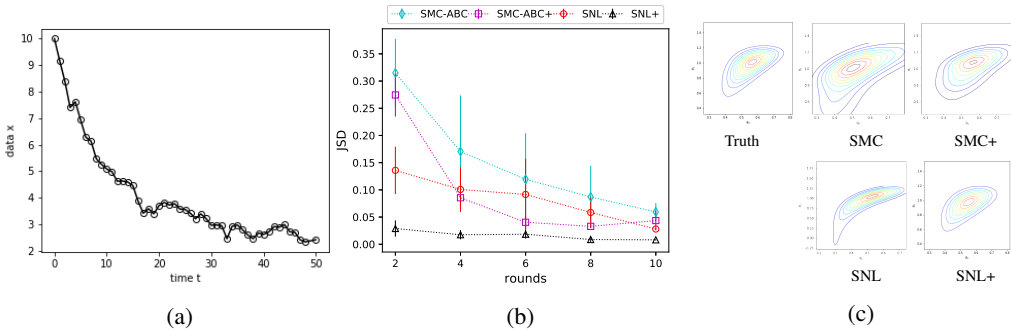 SMC-ABC SMC-ABC+ SNL SNL+
10
9
8
7
6
5
4
3
2
data x
0 10 20 30 40 50
time t
(a)
0.35
0.30
0.25
0.20
0.15
0.10
0.05
0.00
JSD
2 4 6 8 10
rounds
(b)
Truth SMC SMC+
SNL SNL+
(c)